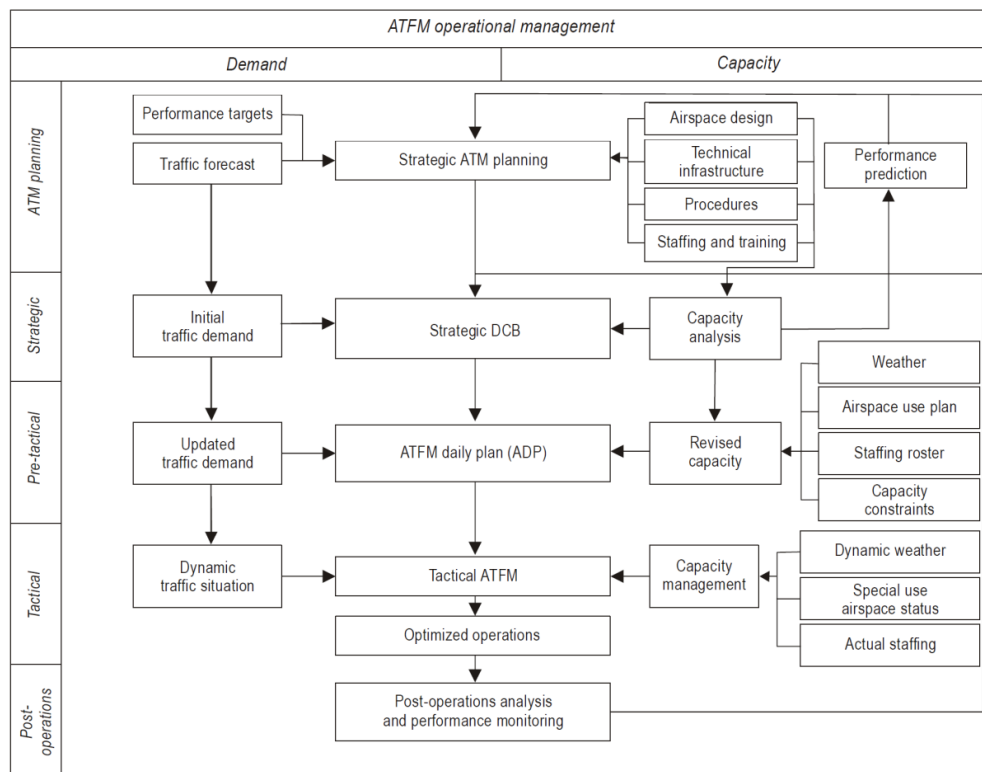 ATFM operational management
Demand
Capacity
ATM planning
Performance targets
Traffic forecast
Strategic ATM planning
Airspace design
Technical
infrastructure
Procedures
Staffing and training
Performance
prediction
Strategic
Initial
traffic demand
Strategic DCB
Capacity
analysis
Pre-tactical
Updated
traffic demand
ATFM daily plan (ADP)
Revised
capacity
Weather
Airspace use plan
Staffing roster
Capacity
constraints
Tactical
Dynamic
traffic situation
Tactical ATFM
Capacity
management
Dynamic weather
Special use
airspace status
Actual staffing
Optimized operations
Post-
operations
Post-operations analysis
and performance monitoring